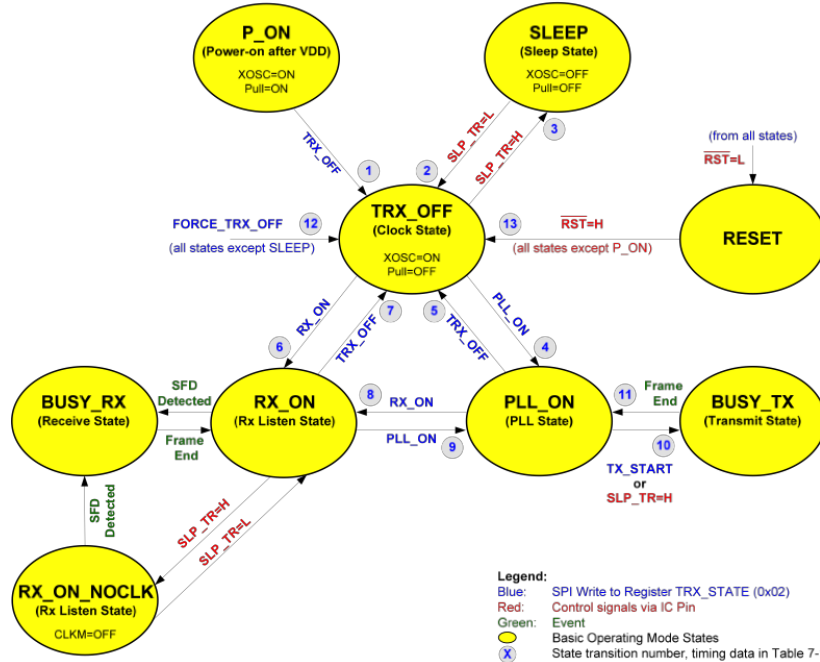 P_ON
(Power-on after VDD)
XOSC=ON
Pull=ON
SLEEP
(Sleep State)
XOSC=OFF
Pull=OFF
TRX_OFF
1
SLP_TR=L
2
SLP_TR=H
3
(from all states)
RST=L
FORCE_TRX_OFF
12
(all states except SLEEP)
TRX_OFF
(Clock State)
XOSC=ON
Pull=OFF
13
RST=H
(all states except P_ON)
RESET
RX_ON
6
TRX_OFF
7
5
TRX_OFF
PLL_ON
4
BUSY_RX
(Receive State)
SFD
Detected
Frame
End
RX_ON
(Rx Listen State)
8
RX_ON
PLL_ON
9
PLL_ON
(PLL State)
11
Frame
End
10
TX_START
or
SLP_TR=H
BUSY_TX
(Transmit State)
SFD
Detected
SLP_TR=H
SLP_TR=L
RX_ON_NOCLK
(Rx Listen State)
CLKM=OFF
Legend:
Blue: SPI Write to Register TRX_STATE (0x02)
Red: Control signals via IC Pin
Green: Event
Basic Operating Mode States
X State transition number, timing data in Table 7-